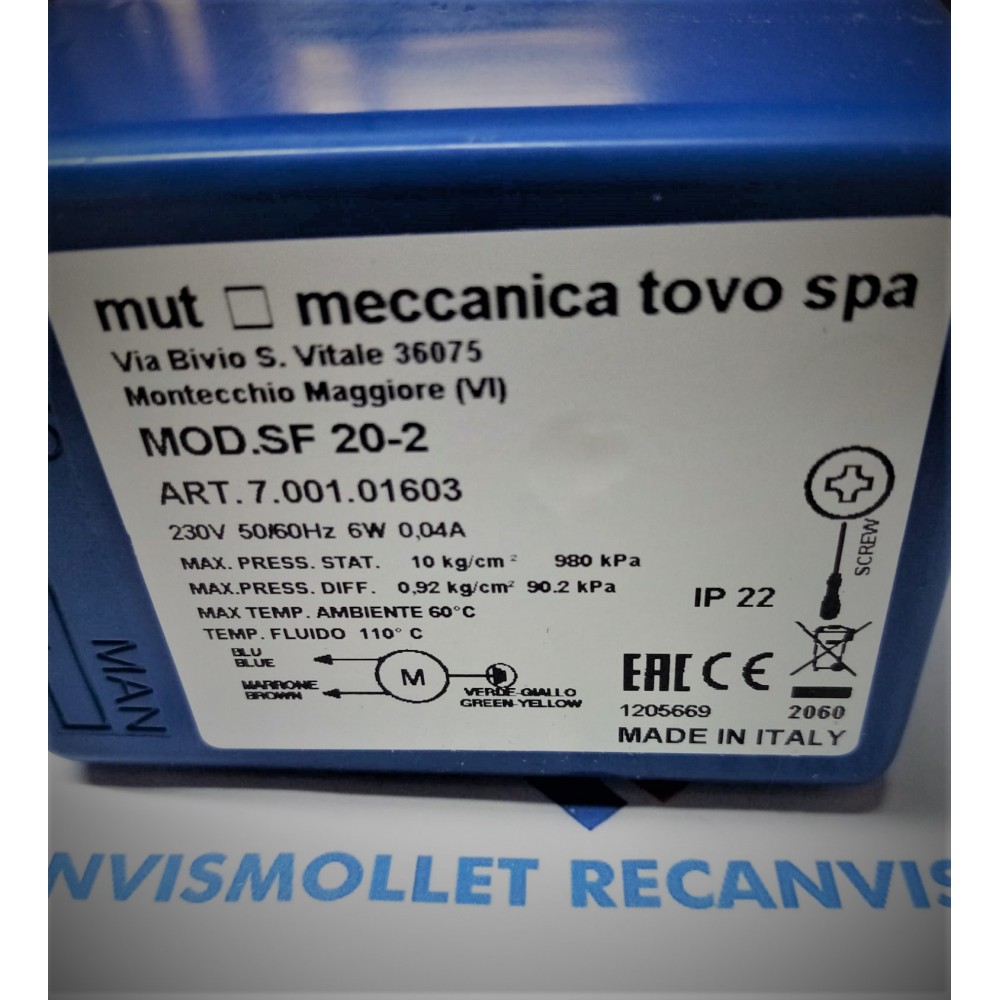 mut meccanica tovo spa
Via Bivio S. Vitale 36075
Montecchio Maggiore (VI)
MOD.SF 20-2
ART.7.001.01603
230V 50/60Hz 6W 0,04A
MAX. PRESS. STAT. 10 kg/cm² 980 kPa
MAX.PRESS. DIFF. 0,92 kg/cm² 90.2 kPa
MAX TEMP. AMBIENTE 60°C
TEMP. FLUIDO 110° C
IP 22
SCREW
BLU
BLUE
MARRONE
BROWN
M
VERDE-GIALLO
GREEN-YELLOW
EAC CE
1205669
2060
MADE IN ITALY
MAN
NVISMOLLET RECANVIS